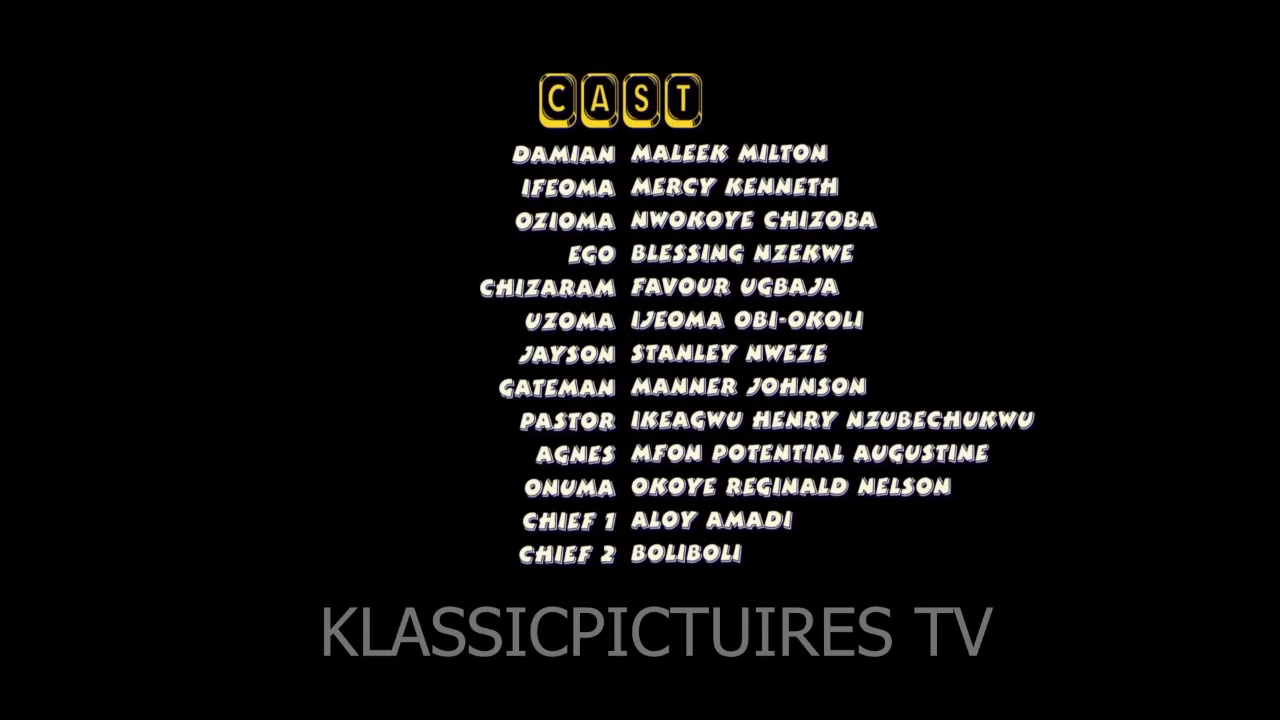 CAST
DAMIAN MALEEK MILTON
IFEOMA MERCY KENNETH
OZIOMA NWOKOYE CHIZOBA
EGO BLESSING NZEKWE
CHIZARAM FAVOUR UGBAJA
UZOMA IJEOMA OBI-OKOLI
JAYSON STANLEY NWEZE
GATEMAN MANNER JOHNSON
PASTOR IKEAGWU HENRY NZUBECHUKWU
AGNES MFON POTENTIAL AUGUSTINE
ONUMA OKOYE REGINALD NELSON
CHIEF 1 ALOY AMADI
CHIEF 2 BOLIBOLI
KLASSICPICTUIRES TV